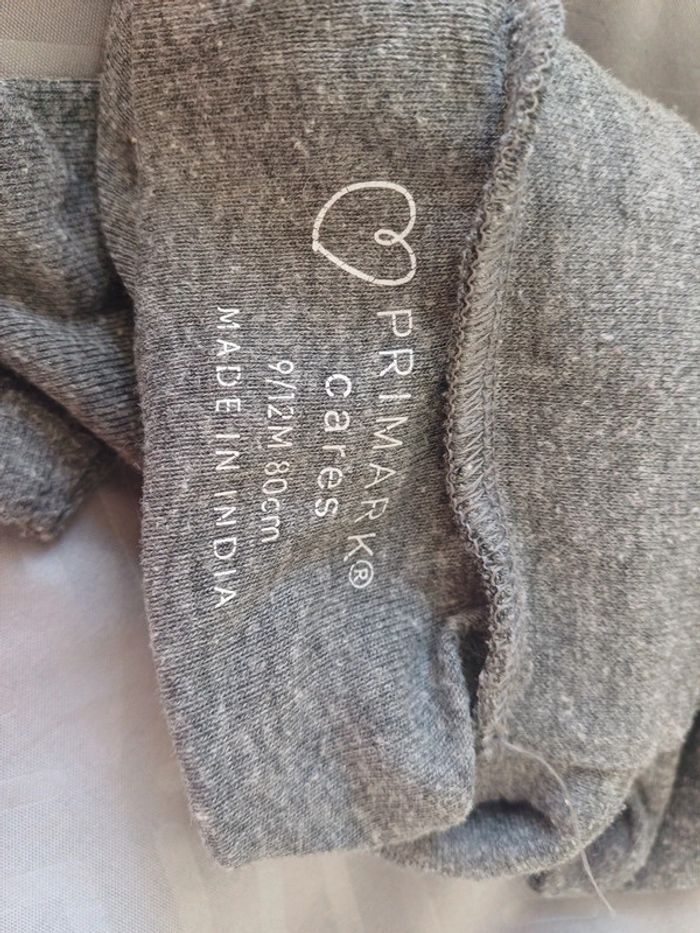 PRIMARK®
cares
9/12M 80cm
MADE IN INDIA